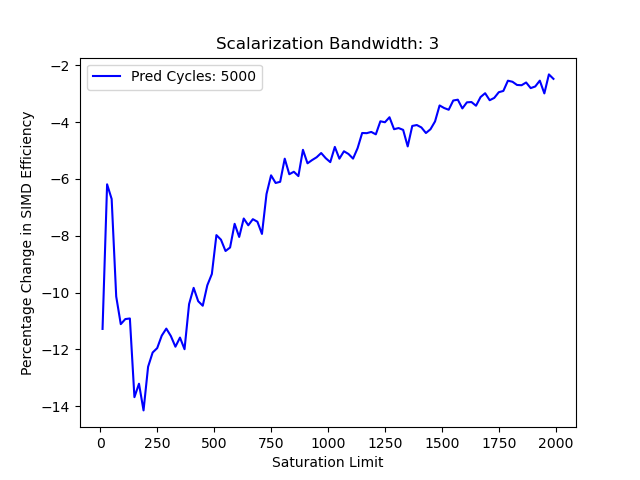 Scalarization Bandwidth: 3
Pred Cycles: 5000
Percentage Change in SIMD Efficiency
−2
−4
−6
−8
−10
−12
−14
0 250 500 750 1000 1250 1500 1750 2000
Saturation Limit